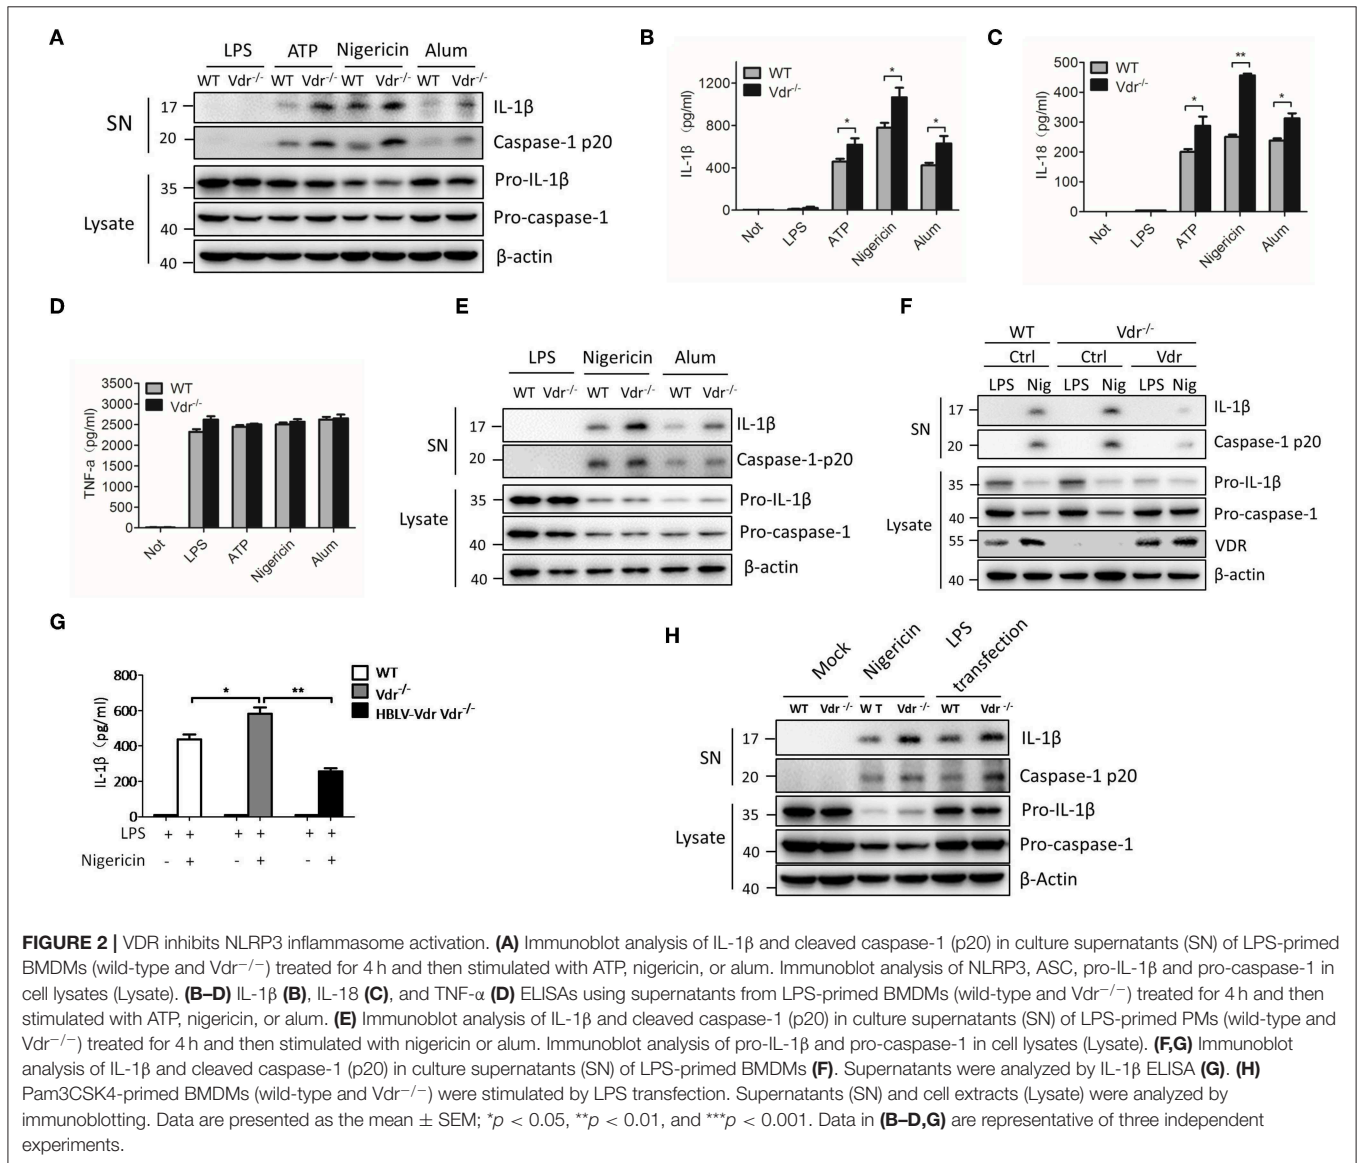 A
LPS ATP Nigericin Alum
WT Vdr⁻/⁻ WT Vdr⁻/⁻ WT Vdr⁻/⁻ WT Vdr⁻/⁻
SN
17 IL-1β
20 Caspase-1 p20
Lysate
35 Pro-IL-1β
40 Pro-caspase-1
40 β-actin
B
WT
Vdr⁻/⁻
IL-1β (pg/ml)
1200
800
400
0
* * *
Not LPS ATP Nigericin Alum
C
WT
Vdr⁻/⁻
IL-18 (pg/ml)
500
400
300
200
100
0
* ** *
Not LPS ATP Nigericin Alum
D
WT
Vdr⁻/⁻
TNF-a (pg/ml)
3500
3000
2500
2000
1500
1000
500
0
Not LPS ATP Nigericin Alum
E
LPS Nigericin Alum
WT Vdr⁻/⁻ WT Vdr⁻/⁻ WT Vdr⁻/⁻
SN
17 IL-1β
20 Caspase-1-p20
Lysate
35 Pro-IL-1β
40 Pro-caspase-1
40 β-actin
F
WT Vdr⁻/⁻
Ctrl Ctrl Vdr
LPS Nig LPS Nig LPS Nig
SN
17 IL-1β
20 Caspase-1 p20
Lysate
35 Pro-IL-1β
40 Pro-caspase-1
55 VDR
40 β-actin
G
IL-1β (pg/ml)
800
600
400
200
0
* **
WT
Vdr⁻/⁻
HBLV-Vdr Vdr⁻/⁻
LPS + + + + + +
Nigericin - + - + - +
H
Mock Nigericin LPS transfection
WT Vdr⁻/⁻ W T Vdr⁻/⁻ WT Vdr⁻/⁻
SN
17 IL-1β
20 Caspase-1 p20
Lysate
35 Pro-IL-1β
40 Pro-caspase-1
40 β-Actin
FIGURE 2 | VDR inhibits NLRP3 inflammasome activation. (A) Immunoblot analysis of IL-1β and cleaved caspase-1 (p20) in culture supernatants (SN) of LPS-primed
BMDMs (wild-type and Vdr⁻/⁻) treated for 4 h and then stimulated with ATP, nigericin, or alum. Immunoblot analysis of NLRP3, ASC, pro-IL-1β and pro-caspase-1 in
cell lysates (Lysate). (B–D) IL-1β (B), IL-18 (C), and TNF-α (D) ELISAs using supernatants from LPS-primed BMDMs (wild-type and Vdr⁻/⁻) treated for 4 h and then
stimulated with ATP, nigericin, or alum. (E) Immunoblot analysis of IL-1β and cleaved caspase-1 (p20) in culture supernatants (SN) of LPS-primed PMs (wild-type and
Vdr⁻/⁻) treated for 4 h and then stimulated with nigericin or alum. Immunoblot analysis of pro-IL-1β and pro-caspase-1 in cell lysates (Lysate). (F,G) Immunoblot
analysis of IL-1β and cleaved caspase-1 (p20) in culture supernatants (SN) of LPS-primed BMDMs (F). Supernatants were analyzed by IL-1β ELISA (G). (H)
Pam3CSK4-primed BMDMs (wild-type and Vdr⁻/⁻) were stimulated by LPS transfection. Supernatants (SN) and cell extracts (Lysate) were analyzed by
immunoblotting. Data are presented as the mean ± SEM; *p < 0.05, **p < 0.01, and ***p < 0.001. Data in (B–D,G) are representative of three independent
experiments.